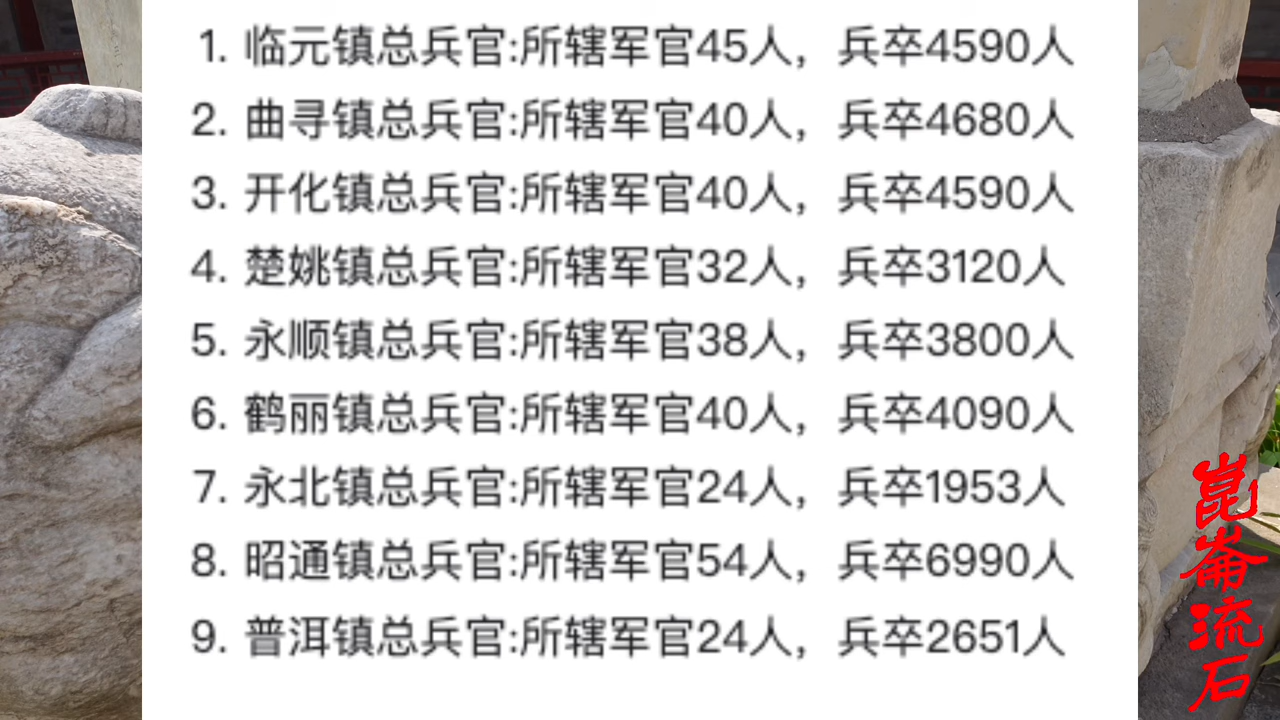 1. 临元镇总兵官:所辖军官45人，兵卒4590人
2. 曲寻镇总兵官:所辖军官40人，兵卒4680人
3. 开化镇总兵官:所辖军官40人，兵卒4590人
4. 楚姚镇总兵官:所辖军官32人，兵卒3120人
5. 永顺镇总兵官:所辖军官38人，兵卒3800人
6. 鹤丽镇总兵官:所辖军官40人，兵卒4090人
7. 永北镇总兵官:所辖军官24人，兵卒1953人
8. 昭通镇总兵官:所辖军官54人，兵卒6990人
9. 普洱镇总兵官:所辖军官24人，兵卒2651人
崑崙流石